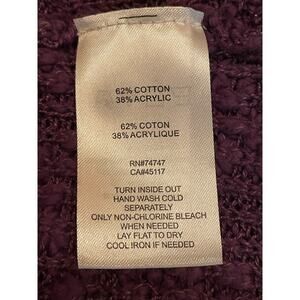 62% COTTON
38% ACRYLIC
62% COTON
38% ACRYLIQUE
RN#74747
CA#45117
TURN INSIDE OUT
HAND WASH COLD
SEPARATELY
ONLY NON-CHLORINE BLEACH
WHEN NEEDED
LAY FLAT TO DRY
COOL IRON IF NEEDED